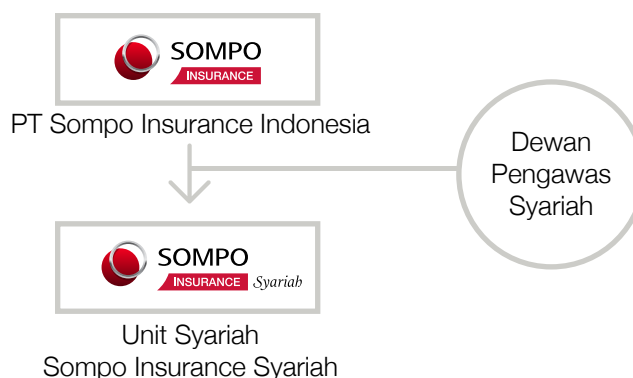 SOMPO
INSURANCE
PT Sompo Insurance Indonesia
Dewan
Pengawas
Syariah
SOMPO
INSURANCE Syariah
Unit Syariah
Sompo Insurance Syariah